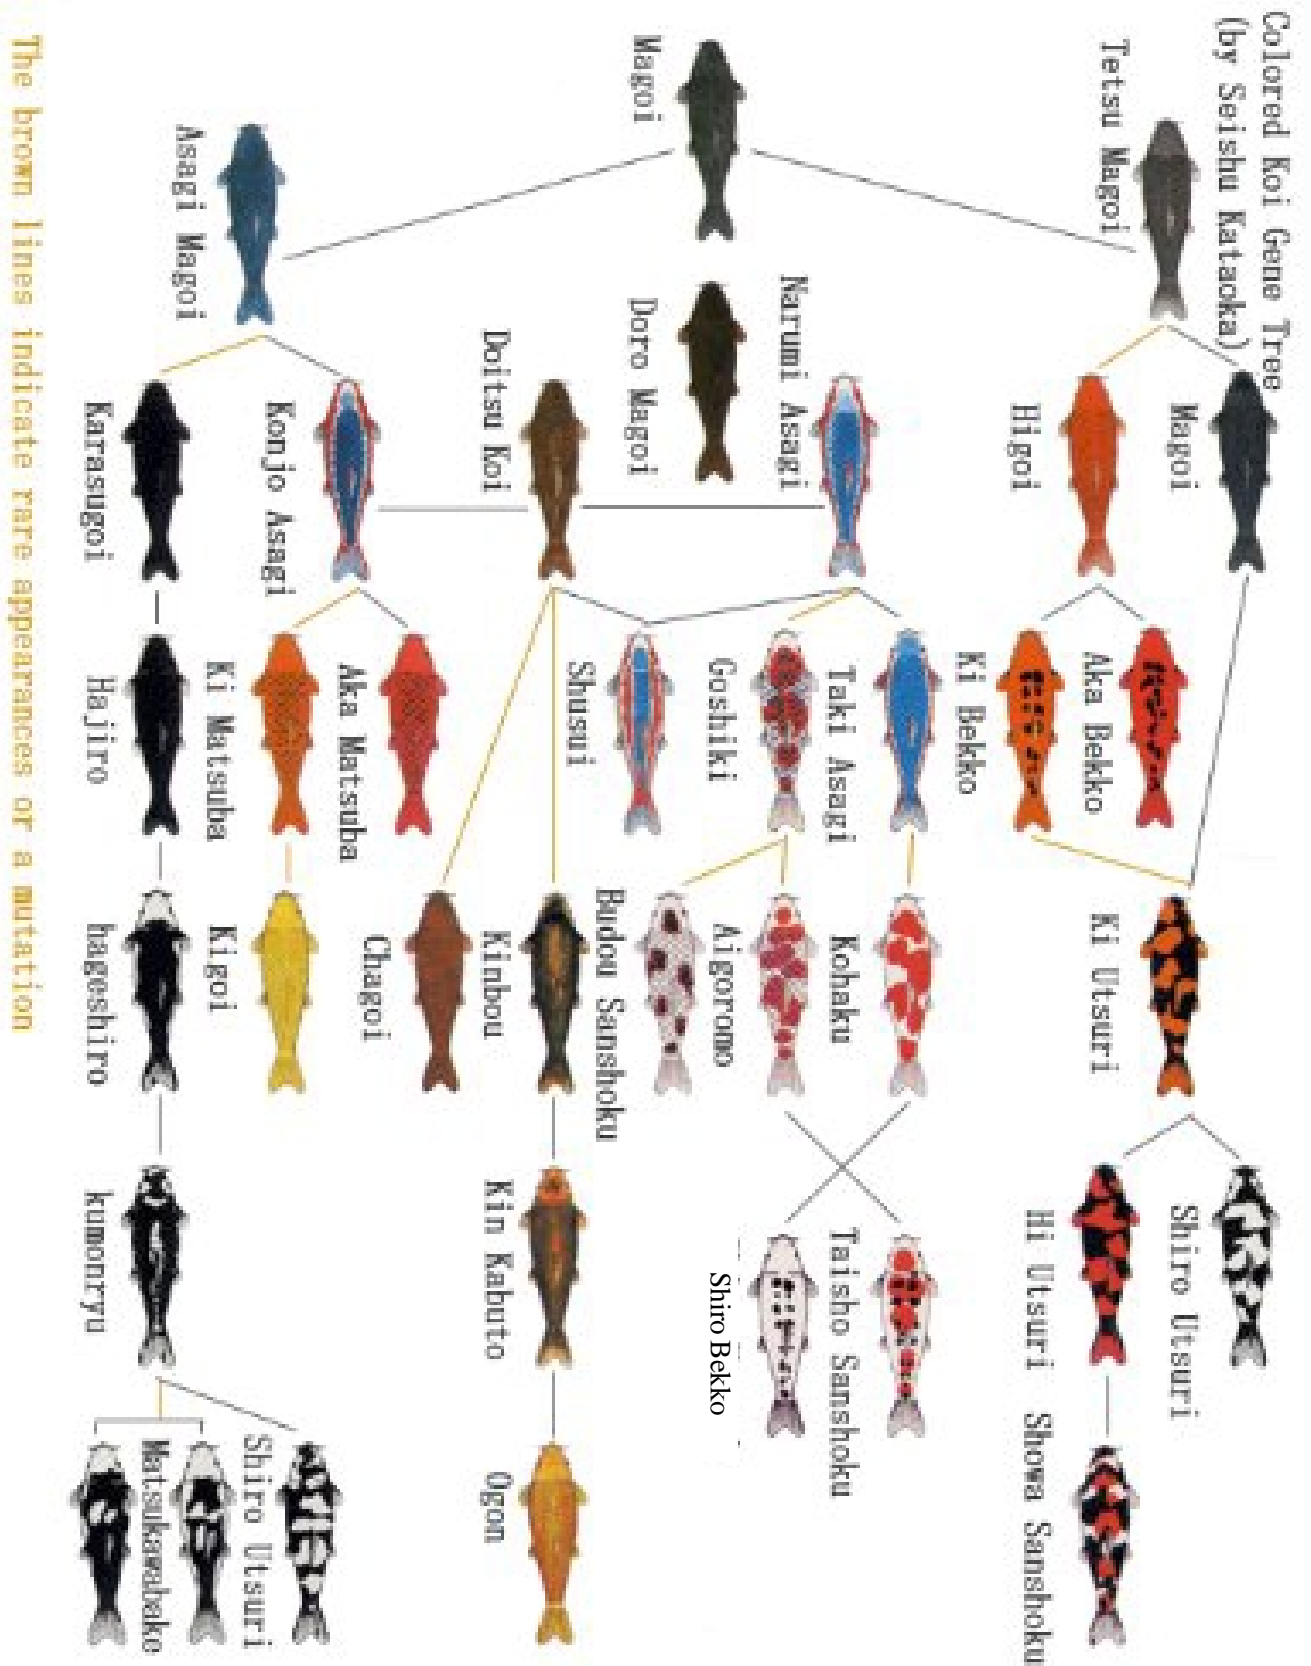 Colored Koi Gene Tree
(by Seishu Kataoka)
Tetsu Magoi
Magoi
Asagi Magoi
Magoi
Higoi
Narumi Asagi
Doro Magoi
Doitsu Koi
Konjo Asagi
Karasugoi
Aka Bekko
Ki Bekko
Taki Asagi
Goshiki
Shusui
Aka Matsuba
Ki Matsuba
Hajiro
Ki Utsuri
Kohaku
Aigoromo
Budou Sanshoku
Kinbou
Chagoi
Kigoi
hageshiro
Shiro Utsuri
Hi Utsuri
Taisho Sanshoku
Shiro Bekko
Kin Kabuto
kumonryu
Showa Sanshoku
Ogon
Shiro Utsuri
Matsukawabake
The brown lines indicate rare appearances or a mutation